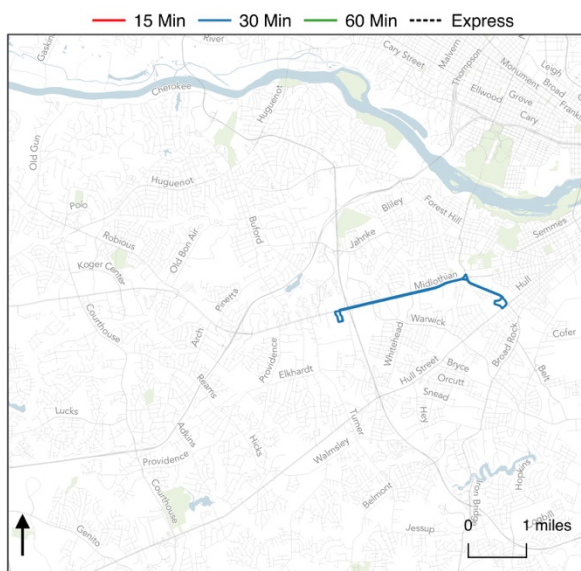 15 Min
30 Min
60 Min
Express
Gaskins
River
Cary Street
Malvern
Thompson
Monument
Leigh
Broad
Franklin
Ellwood
Grove
Cary
Cherokee
Huguenot
Old Gun
Huguenot
Polo
Robious
Old Bon Air
Buford
Bliley
Forest Hill
Semmes
Jahnke
Koger
Center
Midlothian
Hull
Pinetta
Courthouse
Arch
Warwick
Whitehead
Broad Rock
Cofer
Providence
Elkhardt
Hull Street
Bryce
Orcutt
Snead
Belt
Reams
Hey
Lucks
Adkins
Hicks
Turner
Walmsley
Providence
Courthouse
Belmont
Iron Bridge
Hopkins
Genito
Jessup
0
1 miles